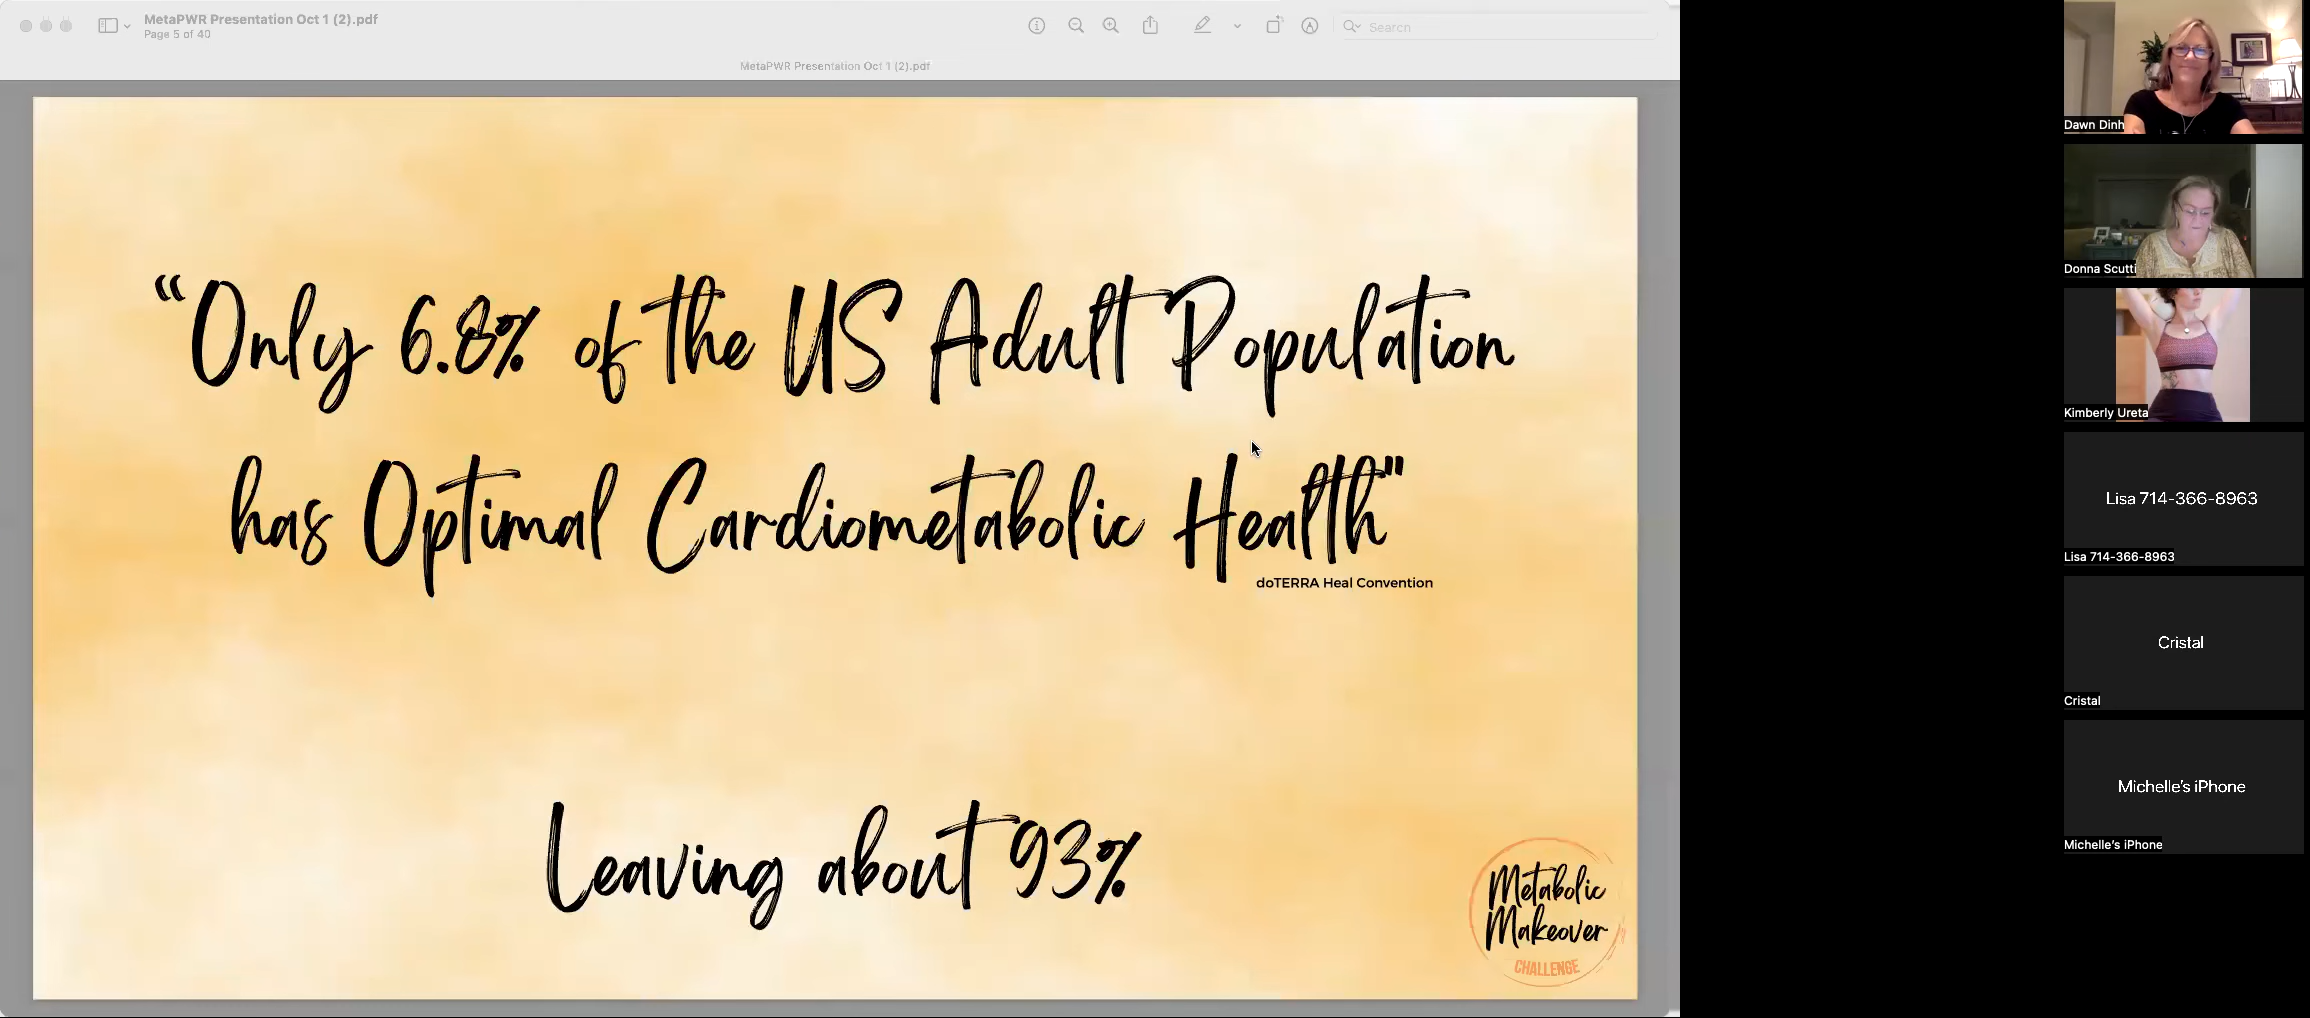 MetaPWR Presentation Oct 1 (2).pdf
Page 5 of 40
Search
MetaPWR Presentation Oct 1 (2).pdf
“Only 6.8% of the US Adult Population
has Optimal Cardiometabolic Health"
doTERRA Heal Convention
Leaving about 93%
Metabolic
Makeover
CHALLENGE
Dawn Dinh
Donna Scutti
Kimberly Ureta
Lisa 714-366-8963
Lisa 714-366-8963
Cristal
Cristal
Michelle's iPhone
Michelle's iPhone